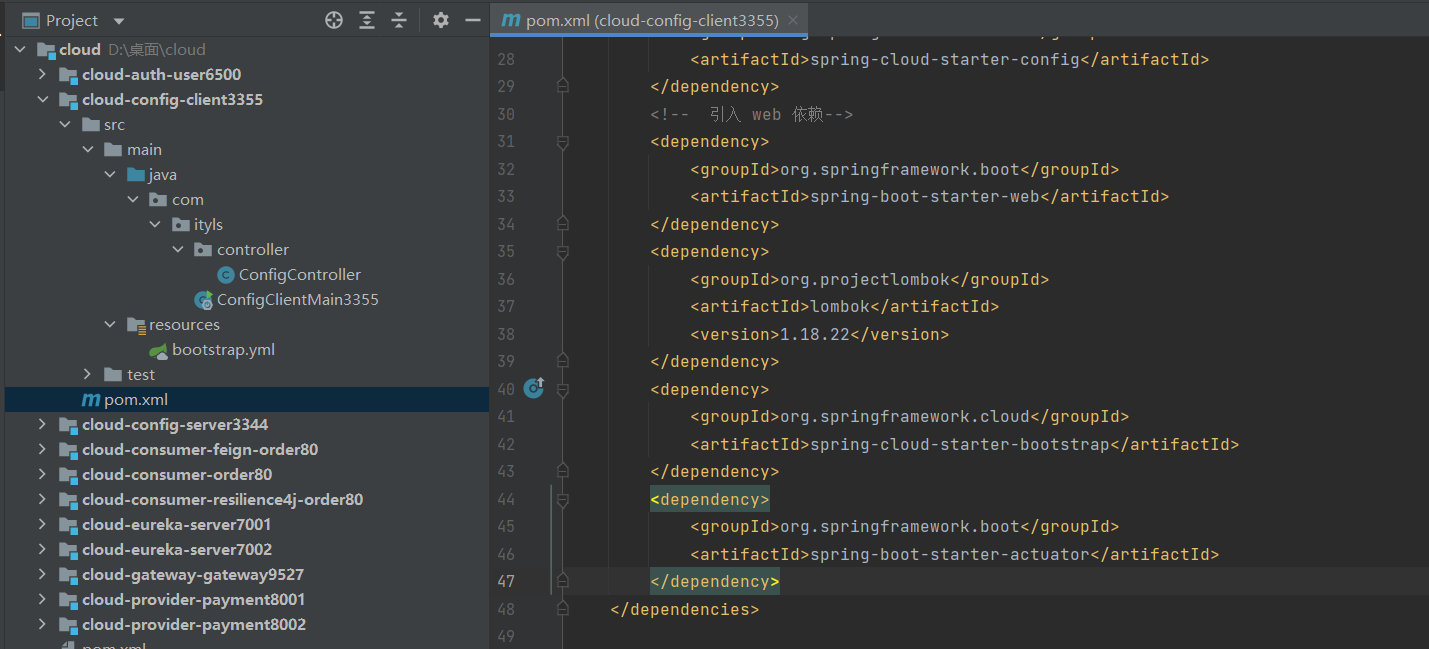 Project
cloud D:\桌面\cloud
cloud-auth-user6500
cloud-config-client3355
src
main
java
com
ityls
controller
ConfigController
ConfigClientMain3355
resources
bootstrap.yml
test
pom.xml
cloud-config-server3344
cloud-consumer-feign-order80
cloud-consumer-order80
cloud-consumer-resilience4j-order80
cloud-eureka-server7001
cloud-eureka-server7002
cloud-gateway-gateway9527
cloud-provider-payment8001
cloud-provider-payment8002
pom.xml
pom.xml (cloud-config-client3355)
28 <artifactId>spring-cloud-starter-config</artifactId>
29 </dependency>
30 <!-- 引入 web 依赖-->
31 <dependency>
32 <groupId>org.springframework.boot</groupId>
33 <artifactId>spring-boot-starter-web</artifactId>
34 </dependency>
35 <dependency>
36 <groupId>org.projectlombok</groupId>
37 <artifactId>lombok</artifactId>
38 <version>1.18.22</version>
39 </dependency>
40 <dependency>
41 <groupId>org.springframework.cloud</groupId>
42 <artifactId>spring-cloud-starter-bootstrap</artifactId>
43 </dependency>
44 <dependency>
45 <groupId>org.springframework.boot</groupId>
46 <artifactId>spring-boot-starter-actuator</artifactId>
47 </dependency>
48 </dependencies>
49